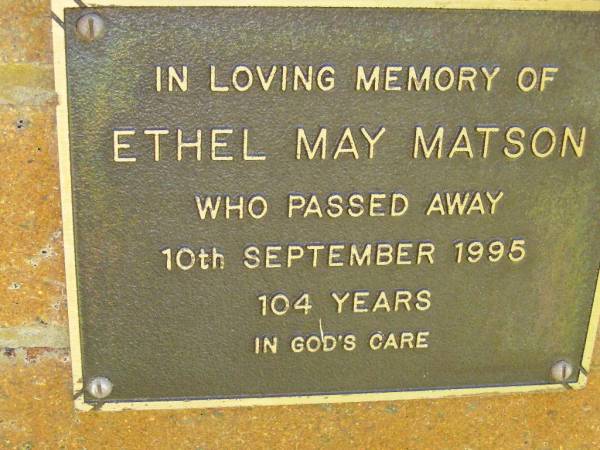 IN LOVING MEMORY OF
ETHEL MAY MATSON
WHO PASSED AWAY
10th SEPTEMBER 1995
104 YEARS
IN GOD'S CARE